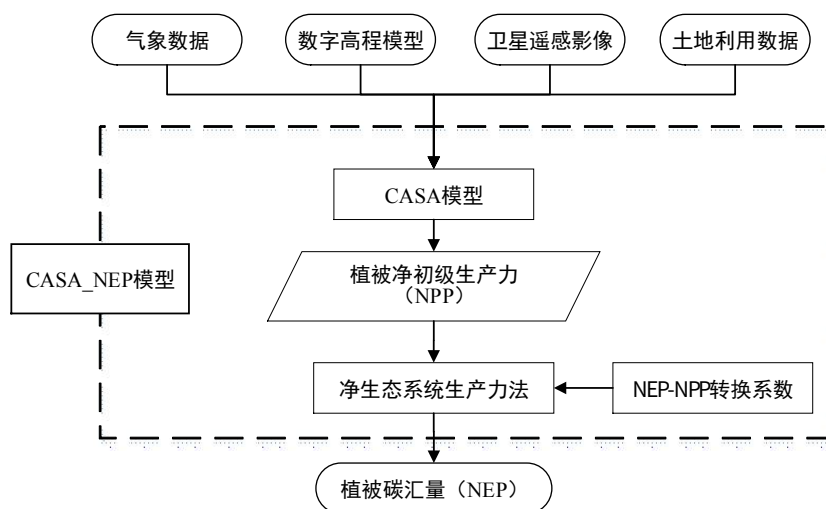 气象数据
数字高程模型
卫星遥感影像
土地利用数据
CASA模型
CASA_NEP模型
植被净初级生产力
（NPP）
净生态系统生产力法
NEP-NPP转换系数
植被碳汇量（NEP）